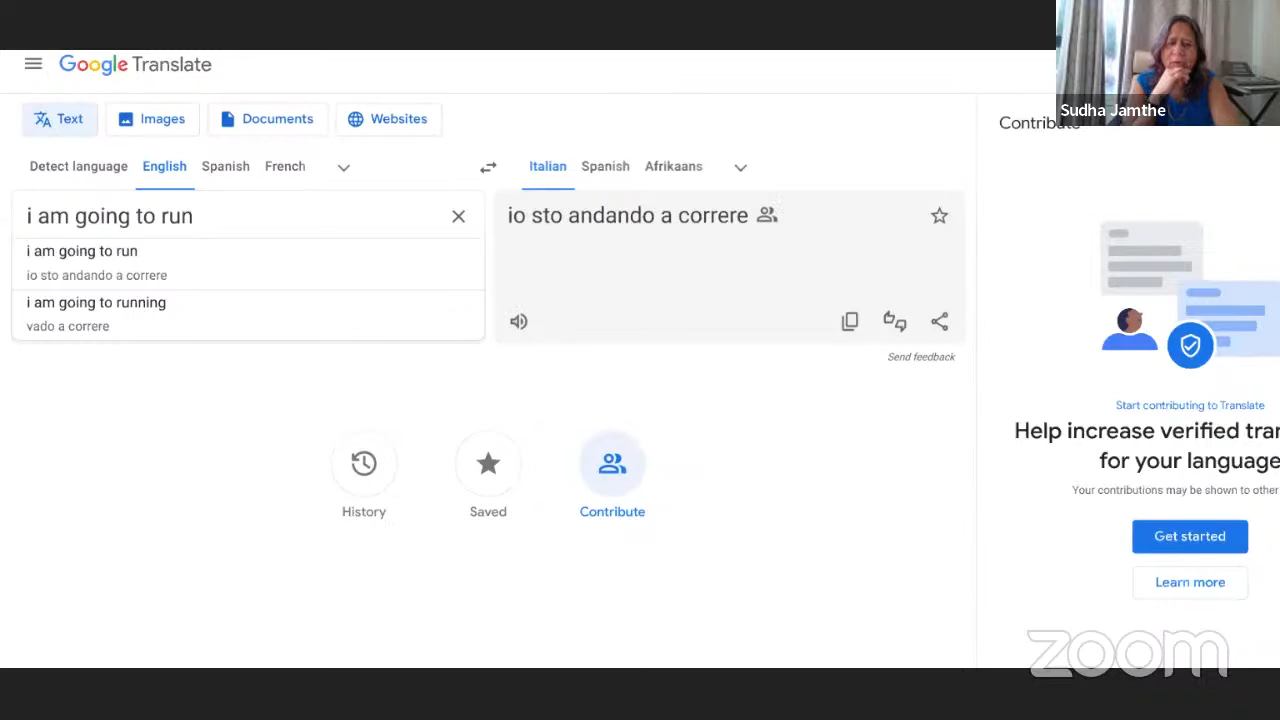 Google Translate
Sudha Jamthe
Contribute
Text Images Documents Websites
Detect language English Spanish French
Italian Spanish Afrikaans
i am going to run
io sto andando a correre
i am going to run
io sto andando a correre
i am going to running
vado a correre
Send feedback
History Saved Contribute
Start contributing to Translate
Help increase verified
for your language
Your contributions may be shown to other
Get started
Learn more
zoom